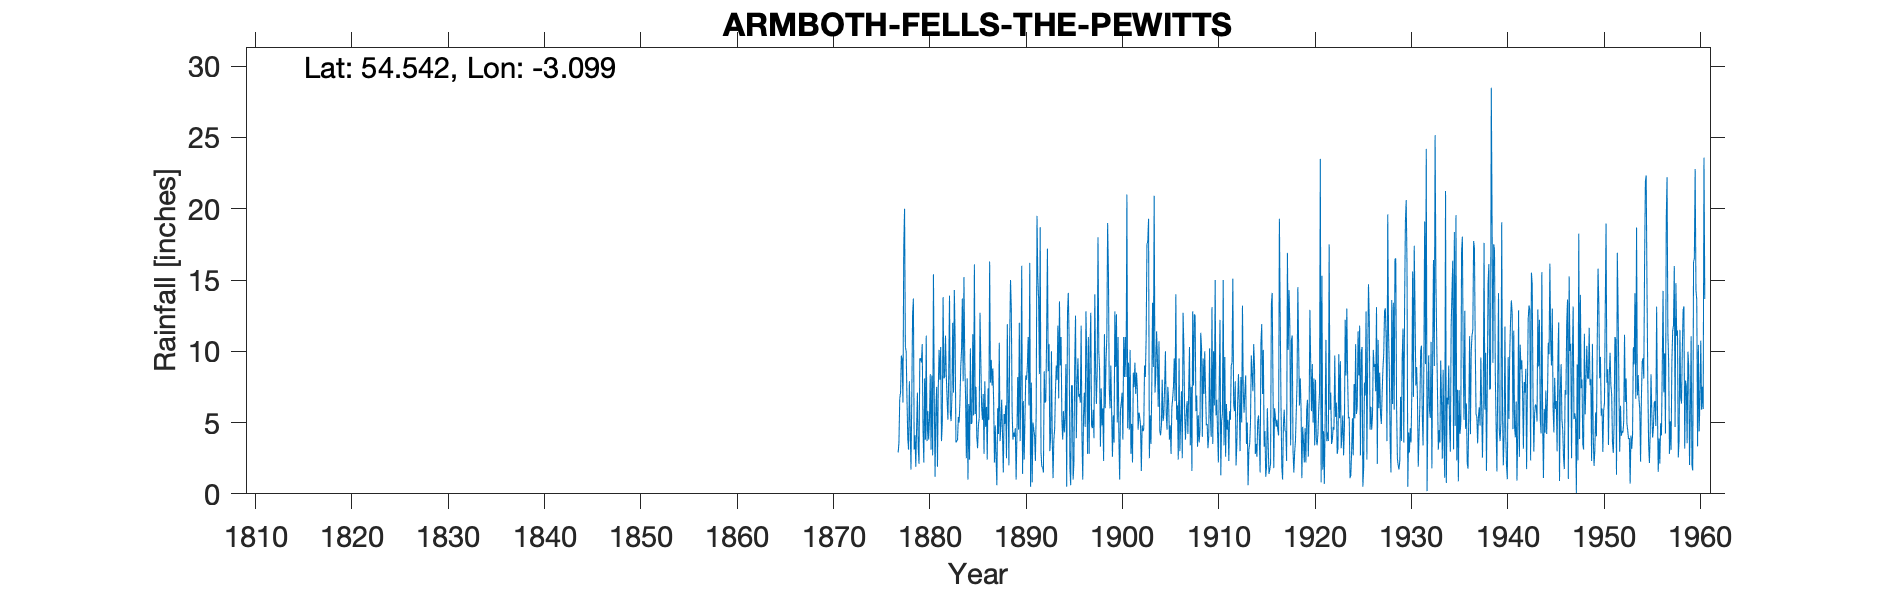 ARMBOTH-FELLS-THE-PEWITTS
Lat: 54.542, Lon: -3.099
30
25
20
15
10
5
0
Rainfall [inches]
1810 1820 1830 1840 1850 1860 1870 1880 1890 1900 1910 1920 1930 1940 1950 1960
Year